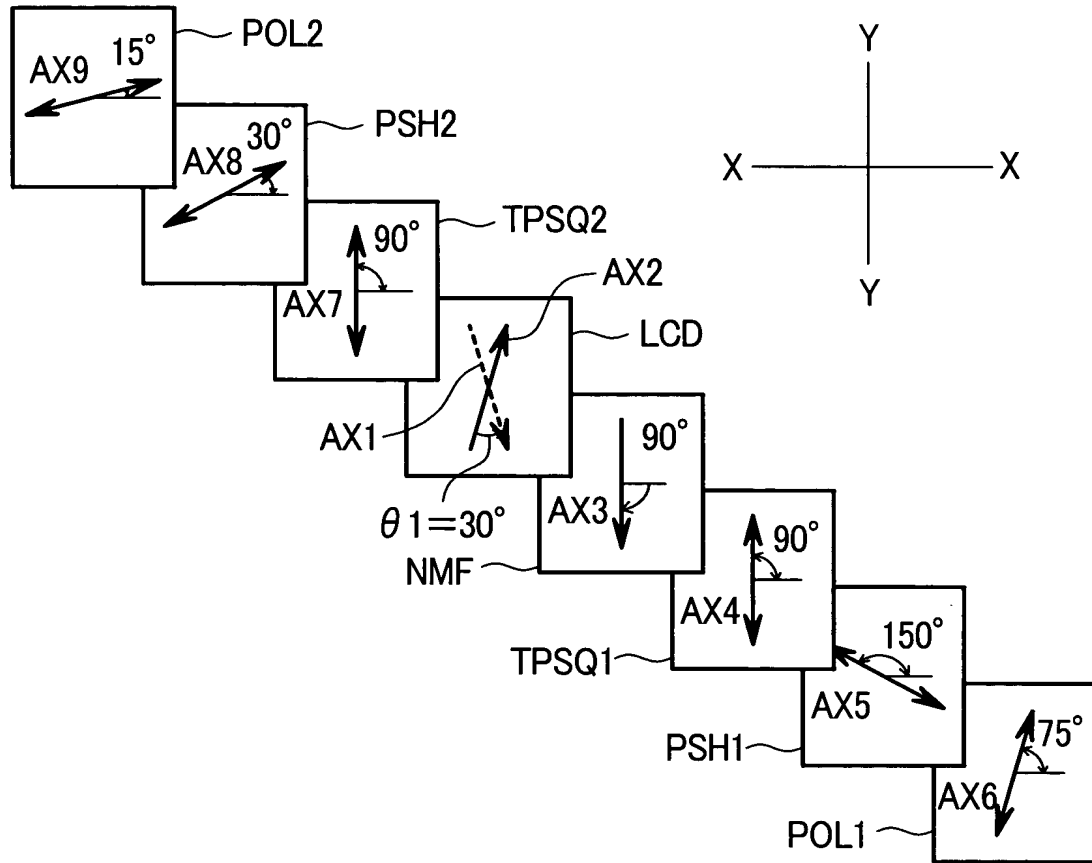 POL2
15°
AX9
Y
PSH2
30°
AX8
X
X
TPSQ2
90°
AX7
Y
AX2
LCD
AX1
90°
θ1=30°
AX3
NMF
90°
AX4
150°
TPSQ1
AX5
75°
PSH1
AX6
POL1